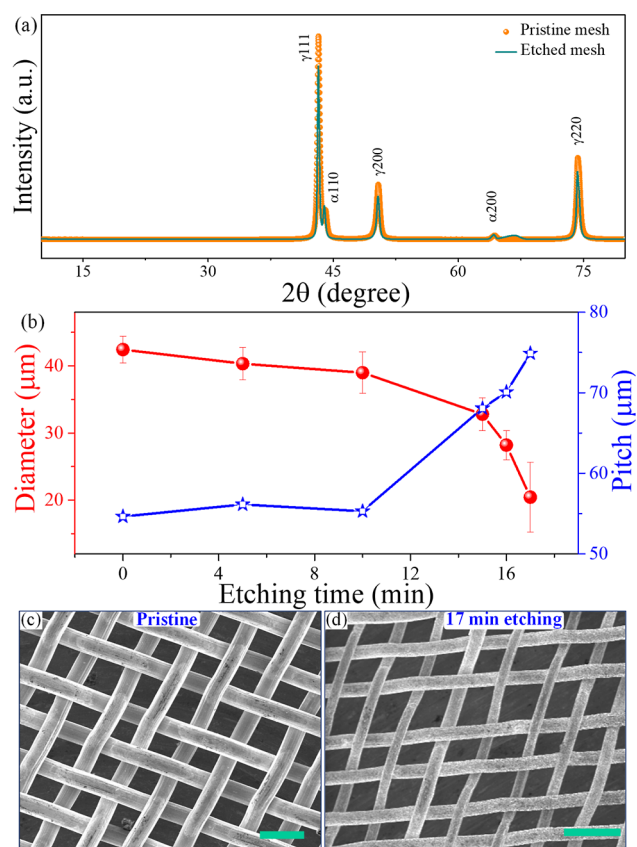 (a)
Pristine mesh
Etched mesh
γ111
α110
γ200
α200
γ220
Intensity (a.u.)
15 30 45 60 75
2θ (degree)
(b)
80
70
60
50
40
30
20
Diameter (μm)
Pitch (μm)
0 4 8 12 16
Etching time (min)
(c) Pristine
(d) 17 min etching